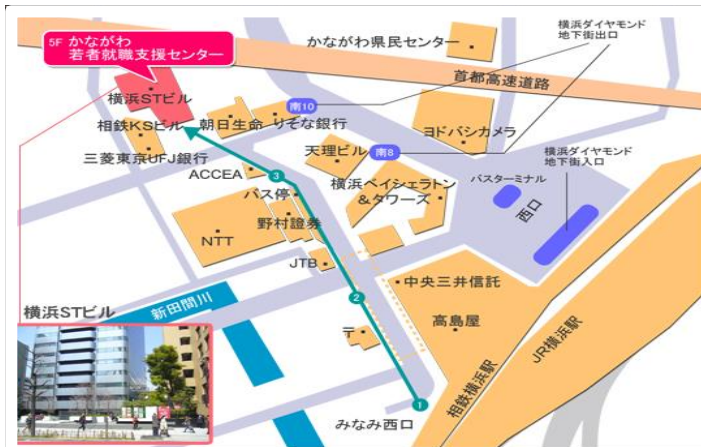 5F かながわ
若者就職支援センター
かながわ県民センター
横浜ダイヤモンド
地下街出口
首都高速道路
横浜STビル
南10
相鉄KSビル
朝日生命
りそな銀行
ヨドバシカメラ
三菱東京UFJ銀行
天理ビル
南8
横浜ダイヤモンド
地下街入口
ACCEA
3
バス停
横浜ベイシェラトン
&タワーズ
バスターミナル
西口
野村證券
NTT
JTB
中央三井信託
横浜STビル
新田間川
2
高島屋
〒
JR横浜駅
相鉄横浜駅
1
みなみ西口